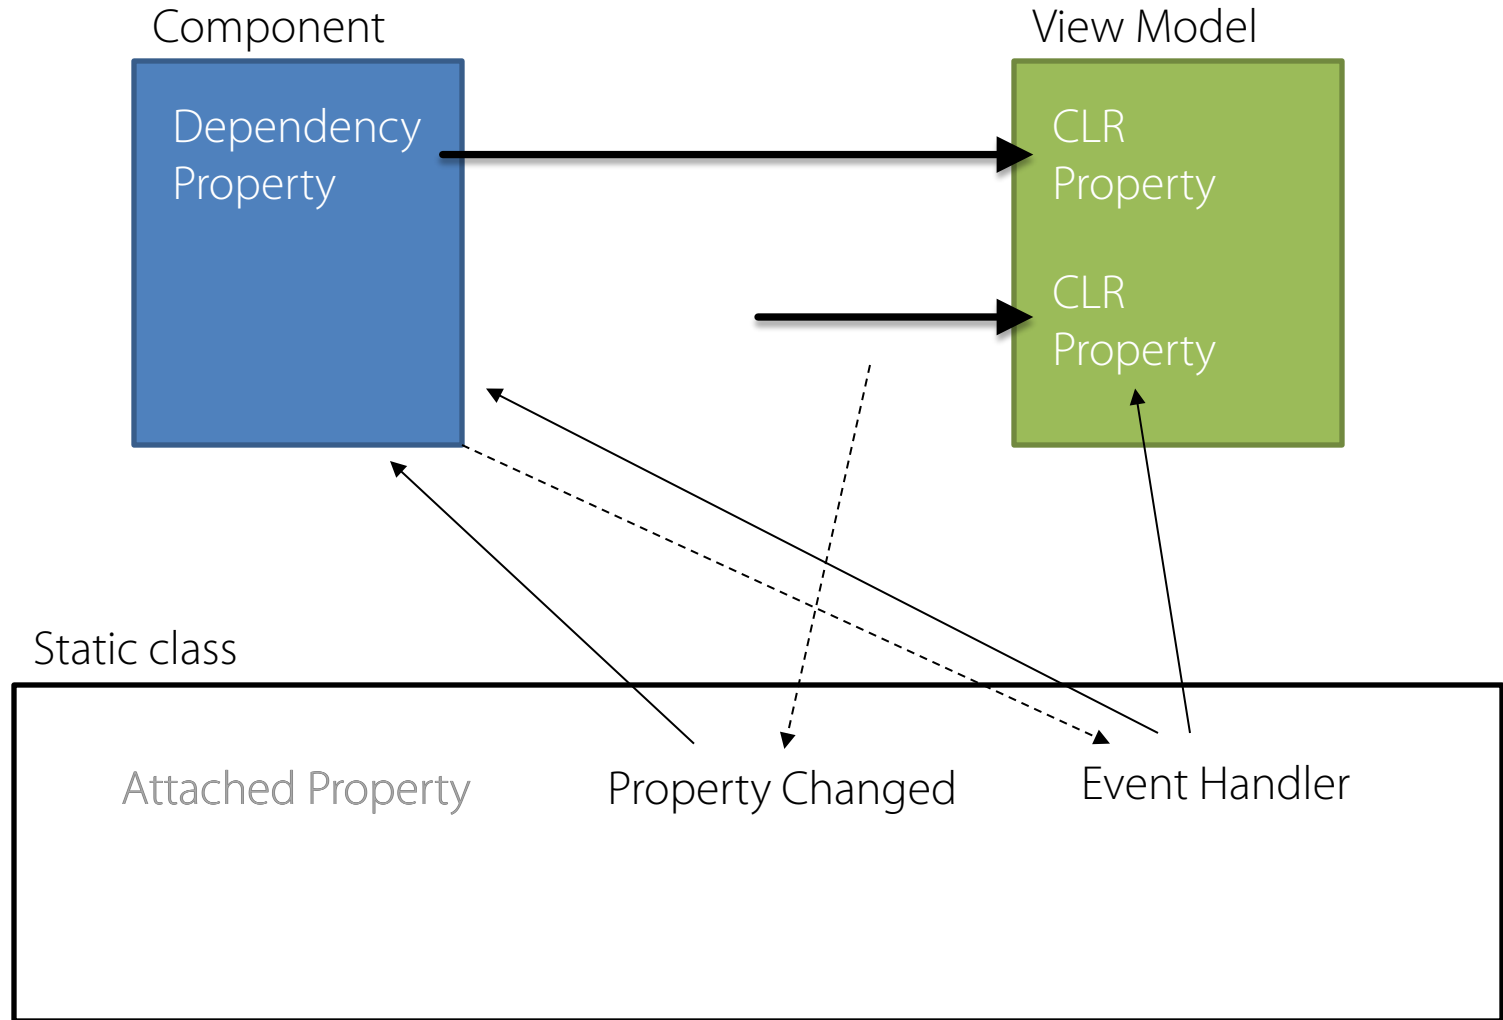 Component
View Model
Dependency
Property
CLR
Property
CLR
Property
Static class
Attached Property
Property Changed
Event Handler